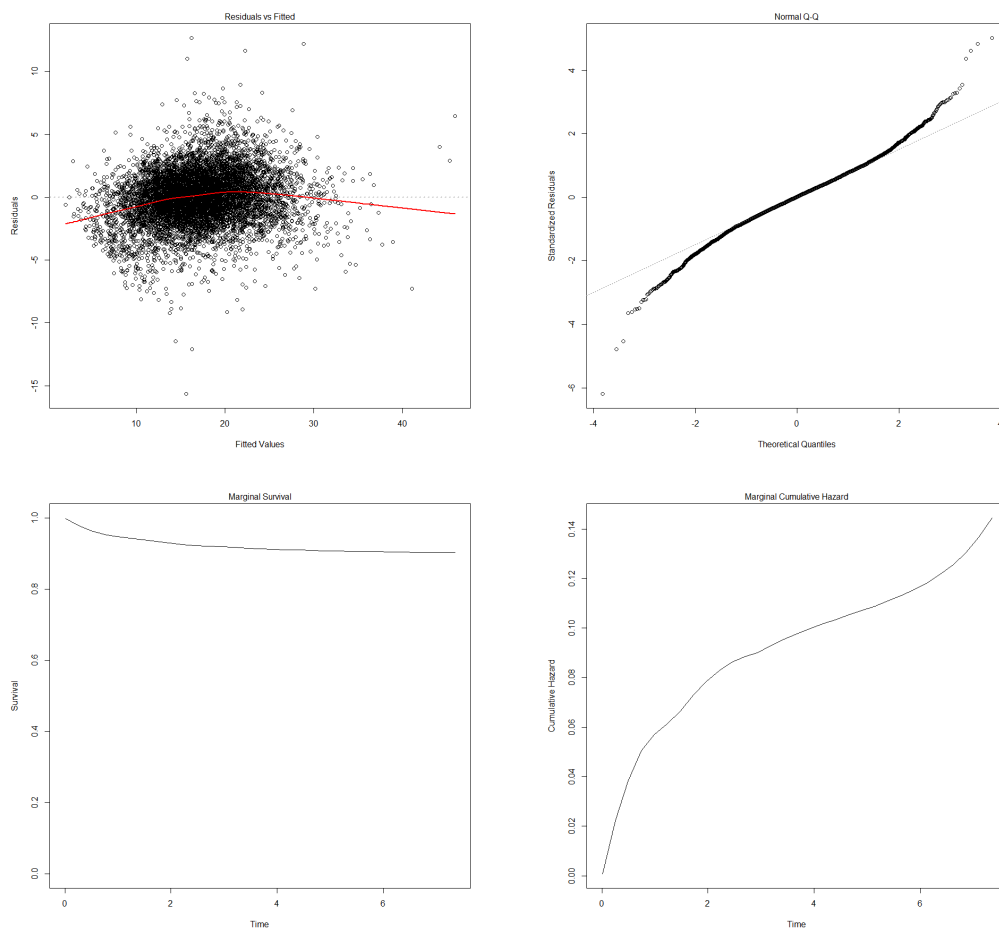 Residuals vs Fitted
10
5
0
-5
-10
-15
Residuals
10 20 30 40
Fitted Values
Normal Q-Q
4
2
0
-2
-4
-6
Standardized Residuals
-4 -2 0 2 4
Theoretical Quantiles
Marginal Survival
1.0
0.8
0.6
0.4
0.2
0.0
Survival
0 2 4 6
Time
Marginal Cumulative Hazard
0.14
0.12
0.10
0.08
0.06
0.04
0.02
0.00
Cumulative Hazard
0 2 4 6
Time